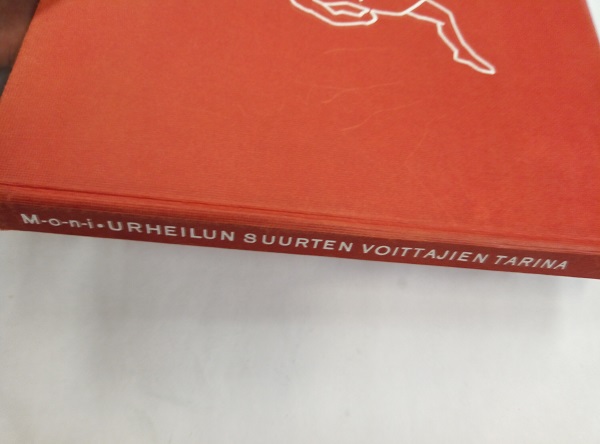 M-o-n-i • URHEILUN SUURTEN VOITTAJIEN TARINA